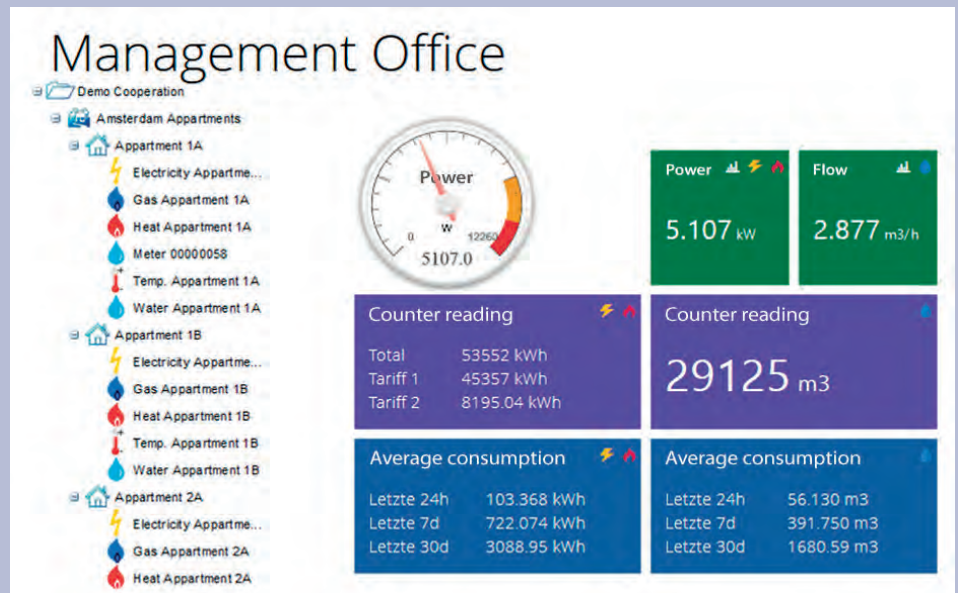 Management Office
Demo Cooperation
Amsterdam Appartments
Appartment 1A
Electricity Appartme...
Gas Appartment 1A
Heat Appartment 1A
Meter 00000058
Temp. Appartment 1A
Water Appartment 1A
Appartment 1B
Electricity Appartme...
Gas Appartment 1B
Heat Appartment 1B
Temp. Appartment 1B
Water Appartment 1B
Appartment 2A
Electricity Appartme...
Gas Appartment 2A
Heat Appartment 2A
Power
W
0 12260
5107.0
Power
5.107 kW
Flow
2.877 m3/h
Counter reading
Total 53552 kWh
Tariff 1 45357 kWh
Tariff 2 8195.04 kWh
Counter reading
29125 m3
Average consumption
Letzte 24h 103.368 kWh
Letzte 7d 722.074 kWh
Letzte 30d 3088.95 kWh
Average consumption
Letzte 24h 56.130 m3
Letzte 7d 391.750 m3
Letzte 30d 1680.59 m3